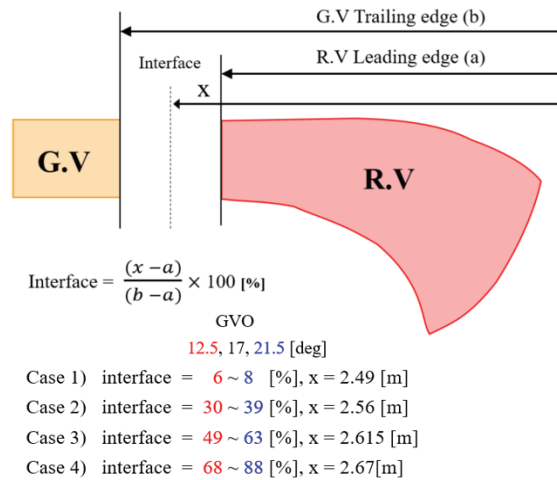 G.V Trailing edge (b)
Interface
R.V Leading edge (a)
x
G.V
R.V
Interface = (x − a)/(b − a) × 100 [%]
GVO
12.5, 17, 21.5 [deg]
Case 1) interface = 6 ~ 8 [%], x = 2.49 [m]
Case 2) interface = 30 ~ 39 [%], x = 2.56 [m]
Case 3) interface = 49 ~ 63 [%], x = 2.615 [m]
Case 4) interface = 68 ~ 88 [%], x = 2.67[m]